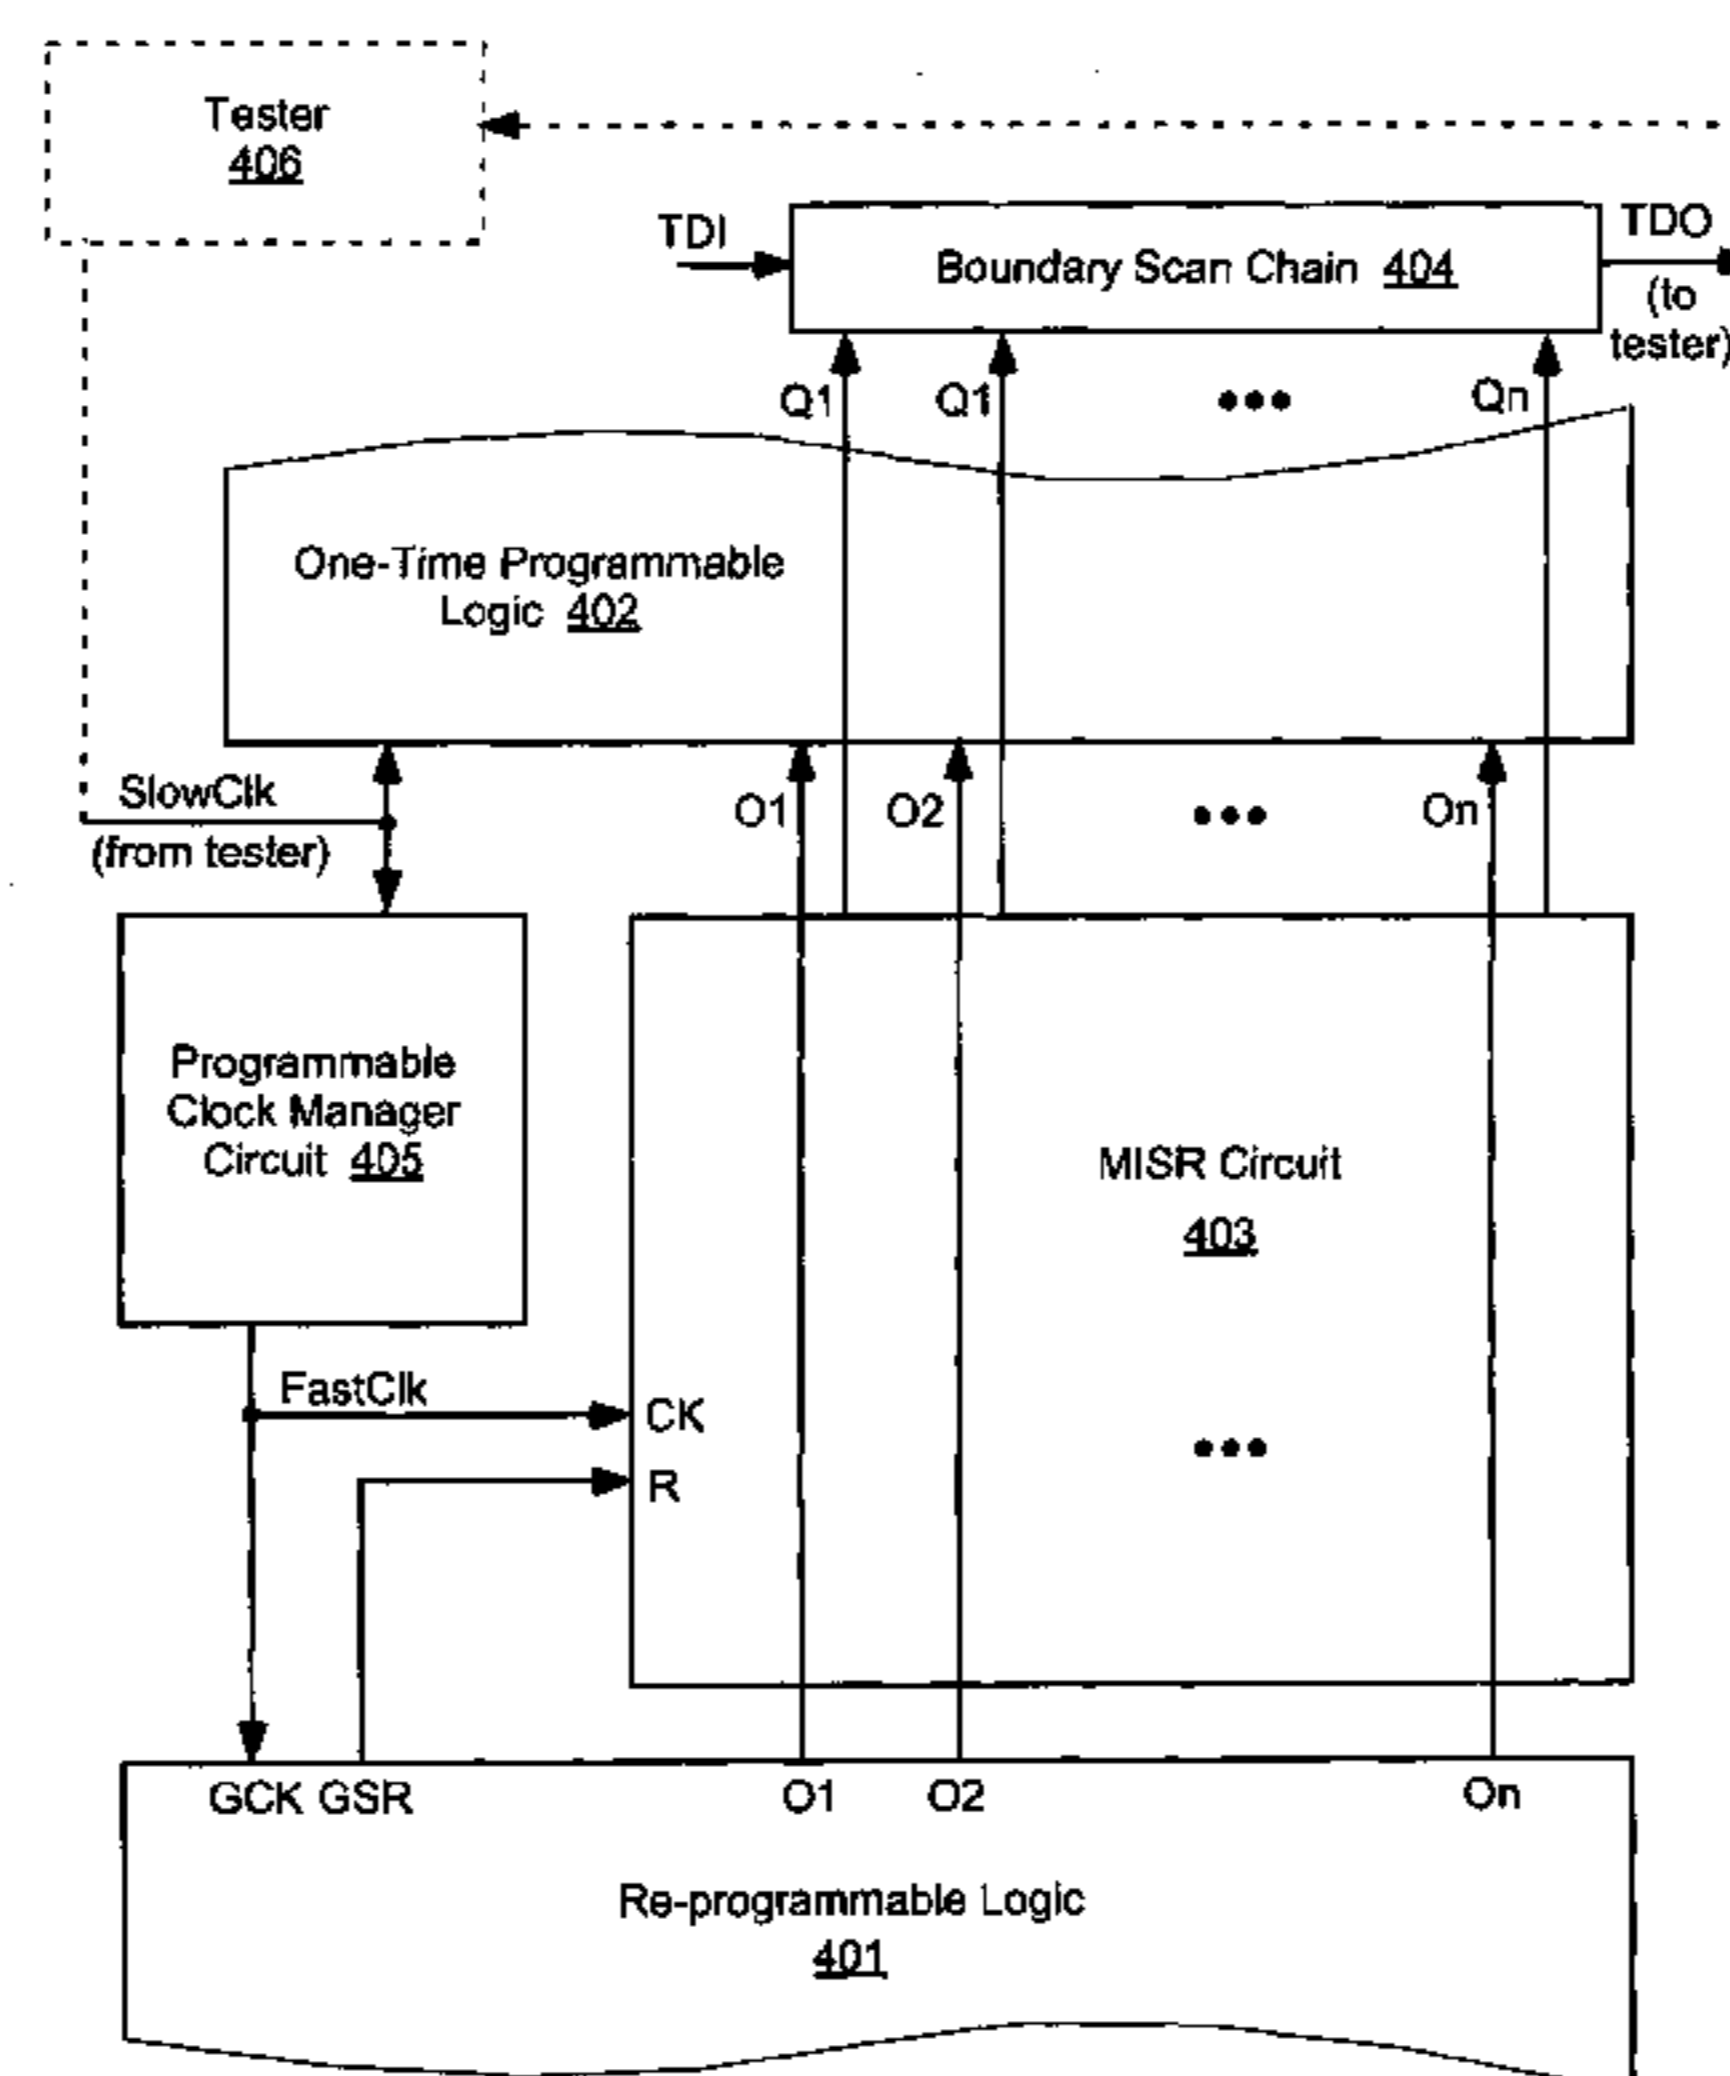 Tester
406
TDI
Boundary Scan Chain 404
TDO
(to
tester)
Q1
Q1
Qn
One-Time Programmable
Logic 402
SlowClk
(from tester)
O1
O2
On
Programmable
Clock Manager
Circuit 405
MISR Circuit
403
FastClk
CK
R
GCK GSR
O1
O2
On
Re-programmable Logic
401